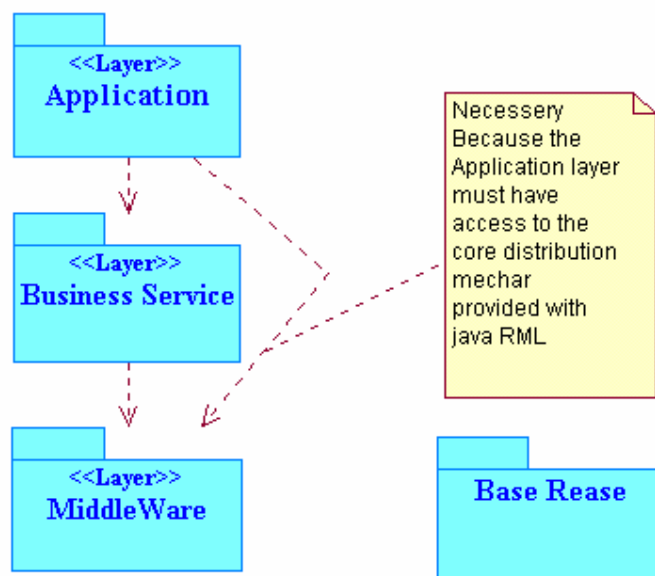 <<Layer>>
Application
<<Layer>>
Business Service
<<Layer>>
MiddleWare
Necessery
Because the
Application layer
must have
access to the
core distribution
mechar
provided with
java RML
Base Rease